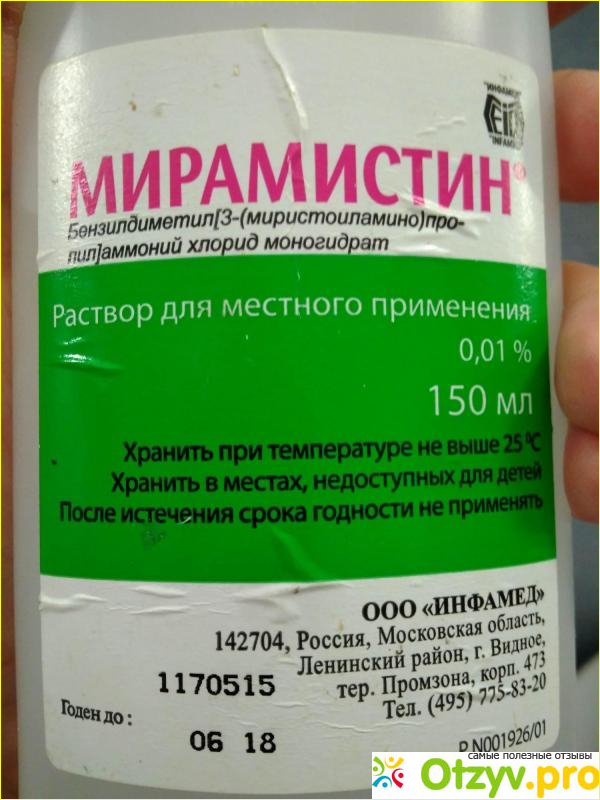 "ИНФАМЕД"
"INFAMED"
МИРАМИСТИН®
Бензилдиметил[3-(миристоиламино)про-
пил]аммоний хлорид моногидрат
Раствор для местного применения
0,01 %
150 мл
Хранить при температуре не выше 25 °C
Хранить в местах, недоступных для детей
После истечения срока годности не применять
ООО «ИНФАМЕД»
142704, Россия, Московская область,
Ленинский район, г. Видное,
тер. Промзона, корп. 473
Тел. (495) 775-83-20
1170515
Годен до :
06 18
P N001926/01
самые полезные отзывы
Otzyv.pro